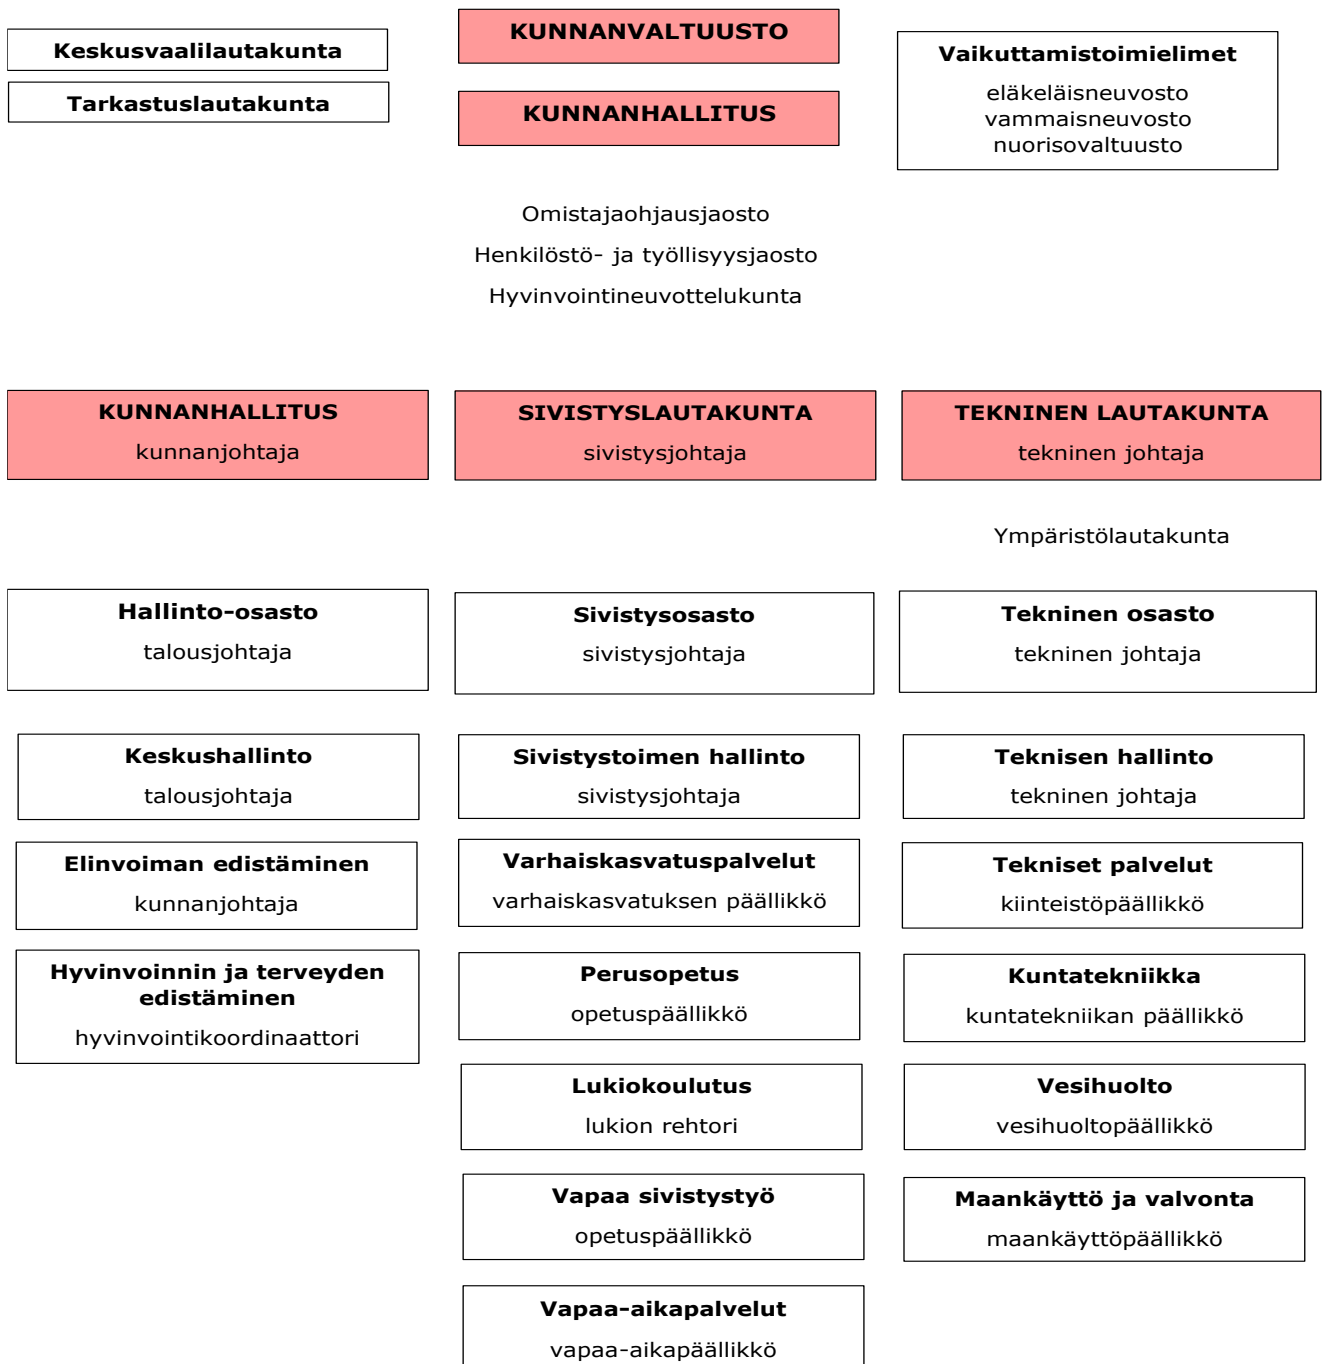 Keskusvaalilautakunta
Tarkastuslautakunta
KUNNANVALTUUSTO
KUNNANHALLITUS
Vaikuttamistoimielimet
eläkeläisneuvosto
vammaisneuvosto
nuorisovaltuusto
Omistajaohjausjaosto
Henkilöstö- ja työllisyysjaosto
Hyvinvointineuvottelukunta
KUNNANHALLITUS
kunnanjohtaja
SIVISTYSLAUTAKUNTA
sivistysjohtaja
TEKNINEN LAUTAKUNTA
tekninen johtaja
Ympäristölautakunta
Hallinto-osasto
talousjohtaja
Sivistysosasto
sivistysjohtaja
Tekninen osasto
tekninen johtaja
Keskushallinto
talousjohtaja
Elinvoiman edistäminen
kunnanjohtaja
Hyvinvoinnin ja terveyden
edistäminen
hyvinvointikoordinaattori
Sivistystoimen hallinto
sivistysjohtaja
Varhaiskasvatuspalvelut
varhaiskasvatuksen päällikkö
Perusopetus
opetuspäällikkö
Lukiokoulutus
lukion rehtori
Vapaa sivistystyö
opetuspäällikkö
Vapaa-aikapalvelut
vapaa-aikapäällikkö
Teknisen hallinto
tekninen johtaja
Tekniset palvelut
kiinteistöpäällikkö
Kuntatekniikka
kuntatekniikan päällikkö
Vesihuolto
vesihuoltopäällikkö
Maankäyttö ja valvonta
maankäyttöpäällikkö